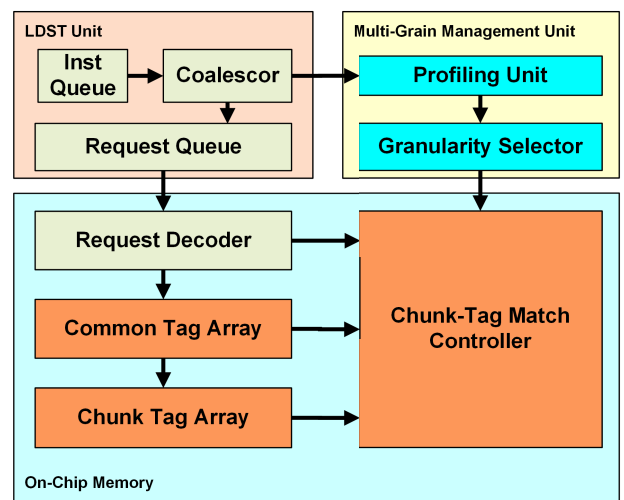 LDST Unit
Multi-Grain Management Unit
Inst
Queue
Coalescor
Profiling Unit
Request Queue
Granularity Selector
Request Decoder
Common Tag Array
Chunk-Tag Match
Controller
Chunk Tag Array
On-Chip Memory